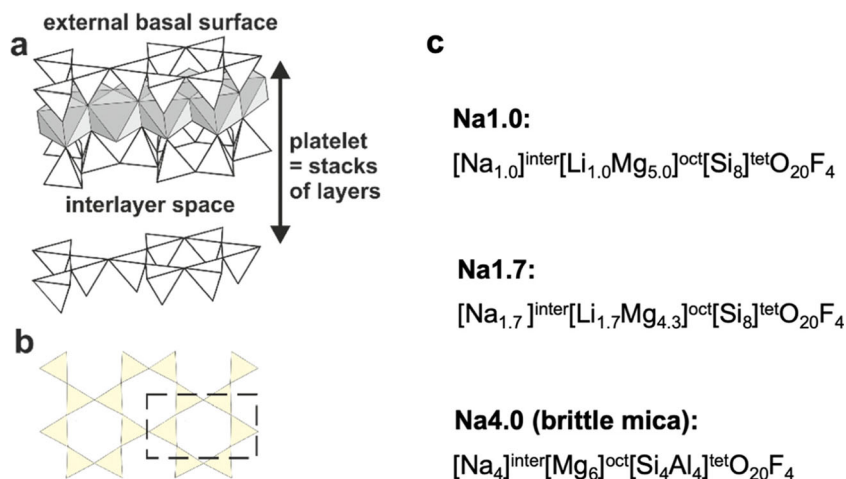 a
external basal surface
platelet
= stacks
of layers
interlayer space
b
c
Na1.0:
[Na₁.₀]ⁱⁿᵗᵉʳ[Li₁.₀Mg₅.₀]ᵒᶜᵗ[Si₈]ᵗᵉᵗO₂₀F₄
Na1.7:
[Na₁.₇]ⁱⁿᵗᵉʳ[Li₁.₇Mg₄.₃]ᵒᶜᵗ[Si₈]ᵗᵉᵗO₂₀F₄
Na4.0 (brittle mica):
[Na₄]ⁱⁿᵗᵉʳ[Mg₆]ᵒᶜᵗ[Si₄Al₄]ᵗᵉᵗO₂₀F₄